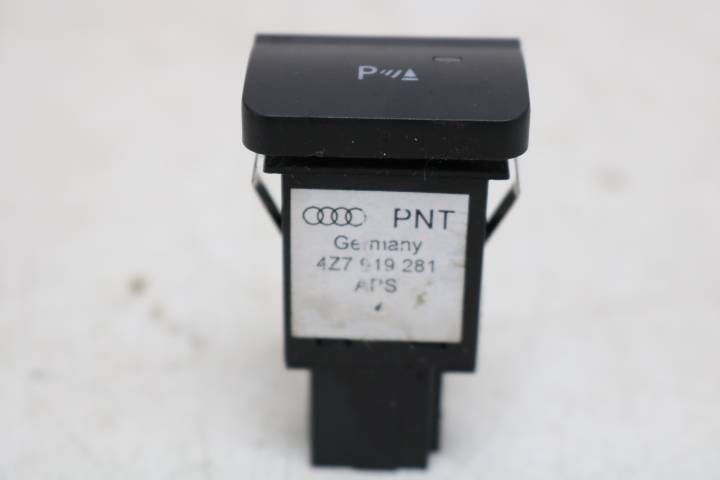 P
PNT
Germany
4Z7 919 281
APS